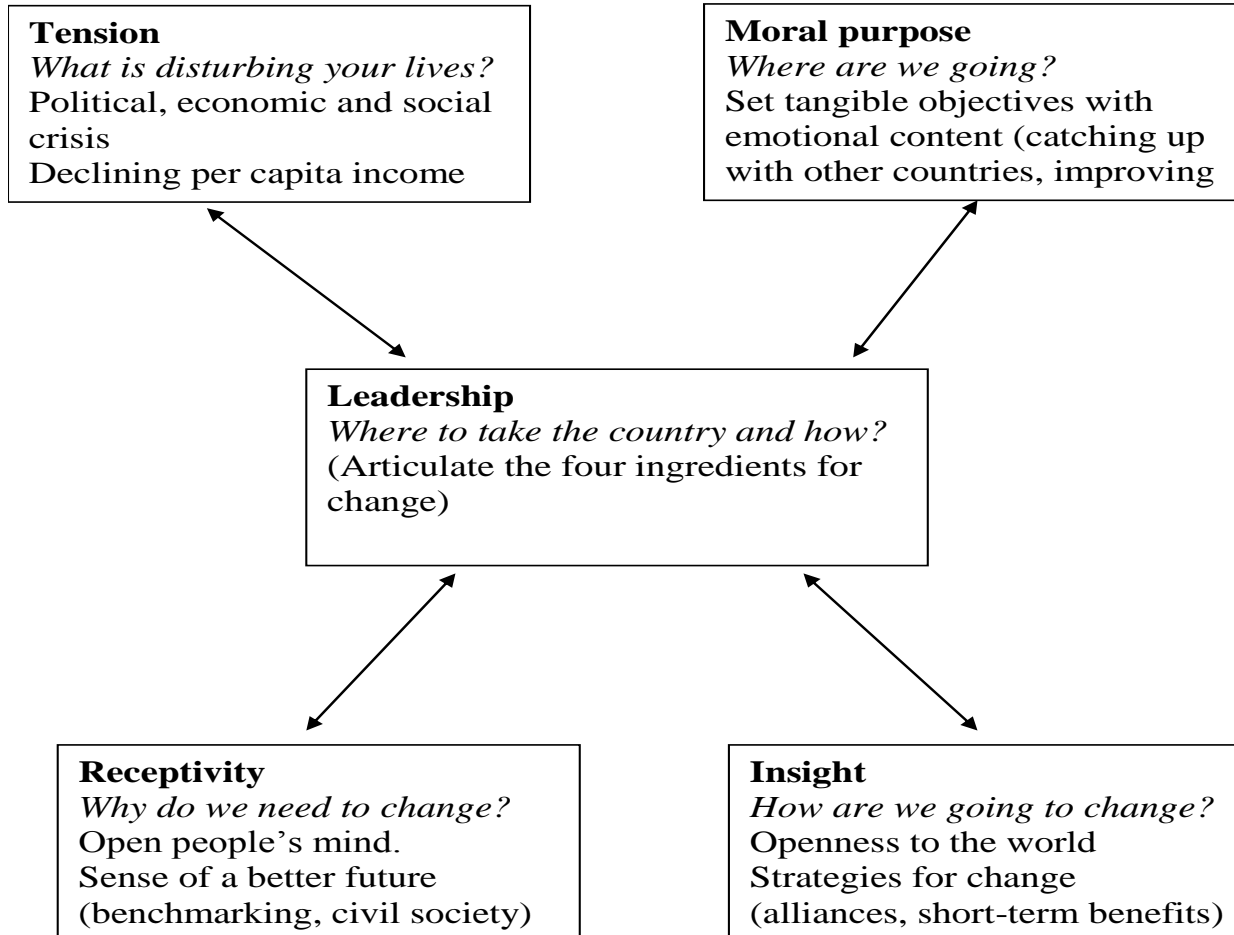 Tension
What is disturbing your lives?
Political, economic and social
crisis
Declining per capita income
Moral purpose
Where are we going?
Set tangible objectives with
emotional content (catching up
with other countries, improving
Leadership
Where to take the country and how?
(Articulate the four ingredients for
change)
Receptivity
Why do we need to change?
Open people’s mind.
Sense of a better future
(benchmarking, civil society)
Insight
How are we going to change?
Openness to the world
Strategies for change
(alliances, short-term benefits)